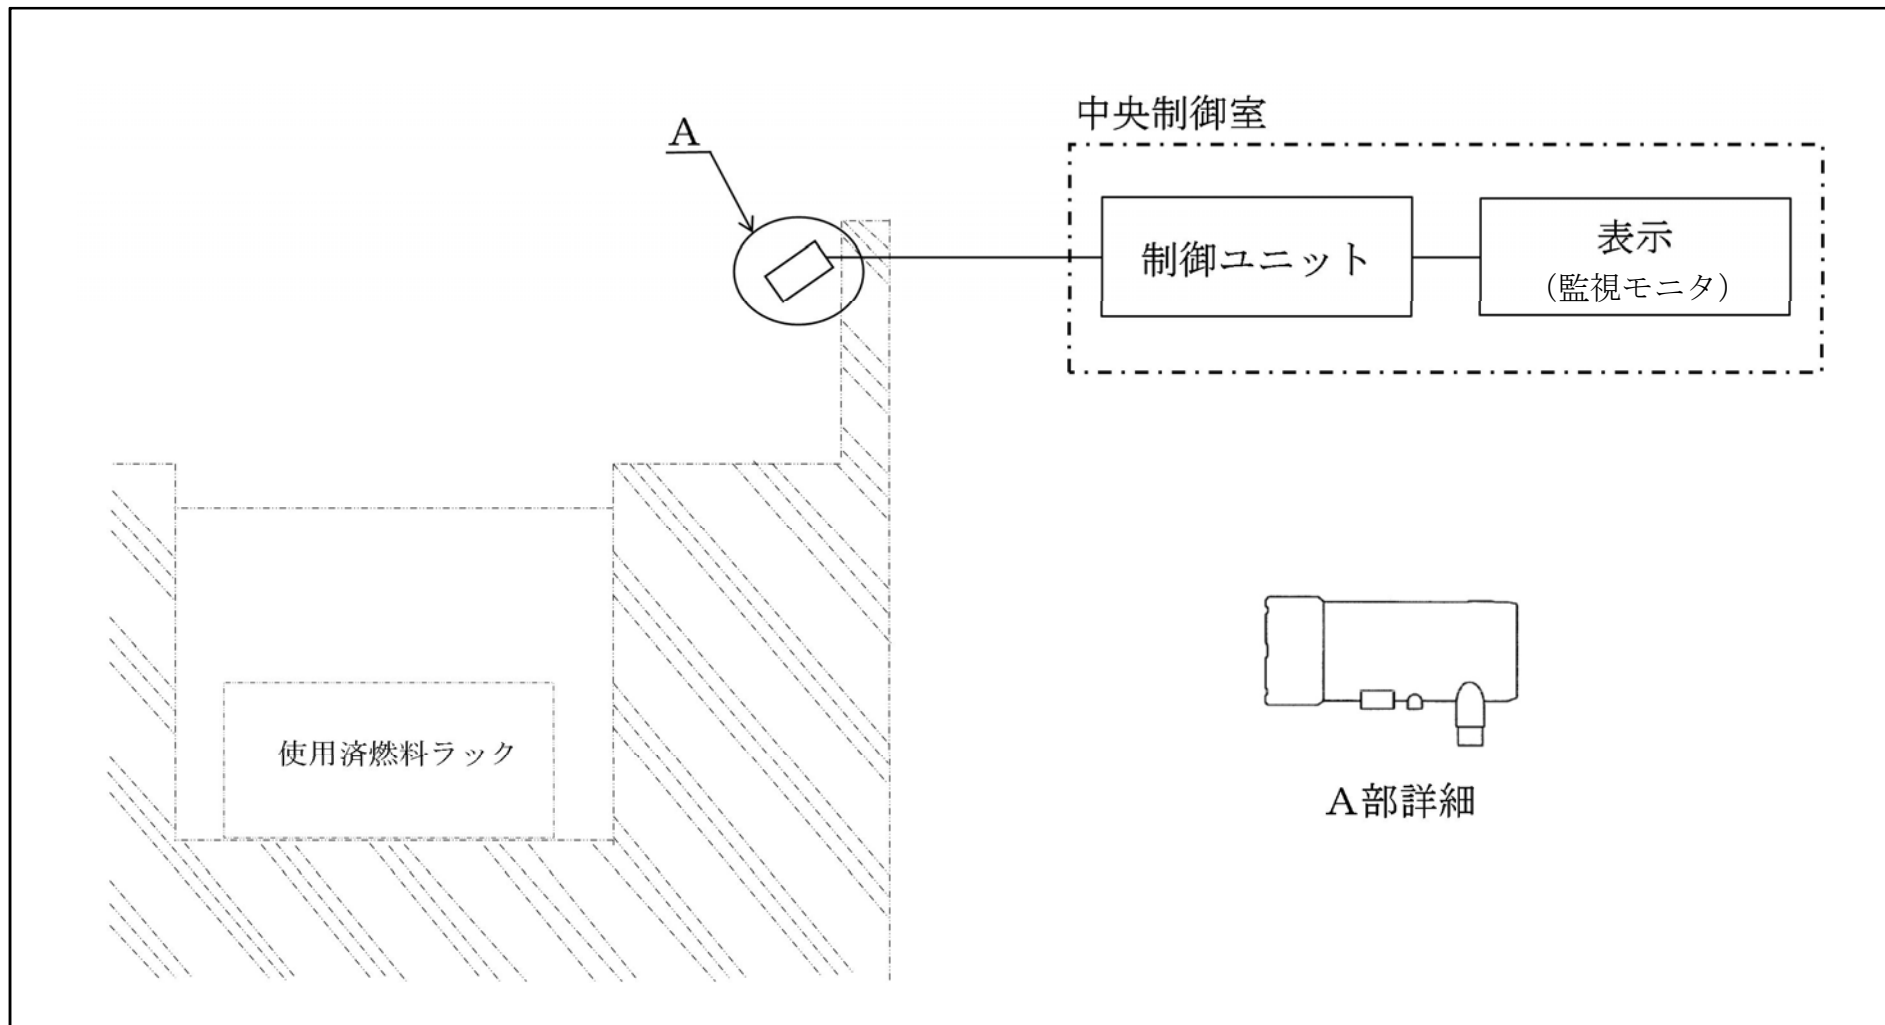 中央制御室
A
制御ユニット
表示
（監視モニタ）
使用済燃料ラック
A部詳細